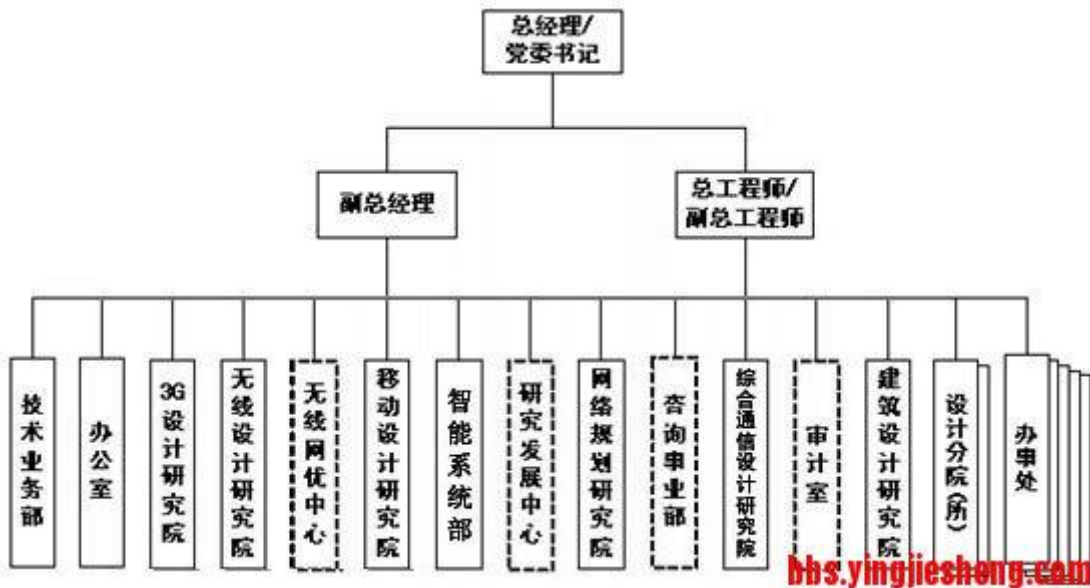 总经理/
党委书记
副总经理
总工程师/
副总工程师
技术业务部
办公室
3G设计研究院
无线设计研究院
无线网优中心
移动设计研究院
智能系统部
研究发展中心
网络规划研究院
咨询事业部
综合通信设计研究院
审计室
建筑设计研究院
设计分院(所)
办事处
bbs.yingjiesheng.com